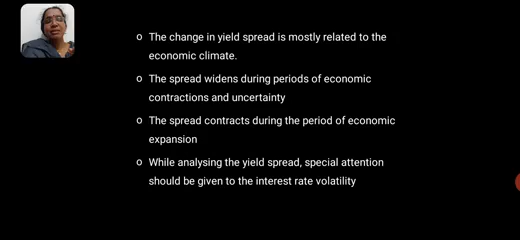 o The change in yield spread is mostly related to the
economic climate.
o The spread widens during periods of economic
contractions and uncertainty
o The spread contracts during the period of economic
expansion
o While analysing the yield spread, special attention
should be given to the interest rate volatility